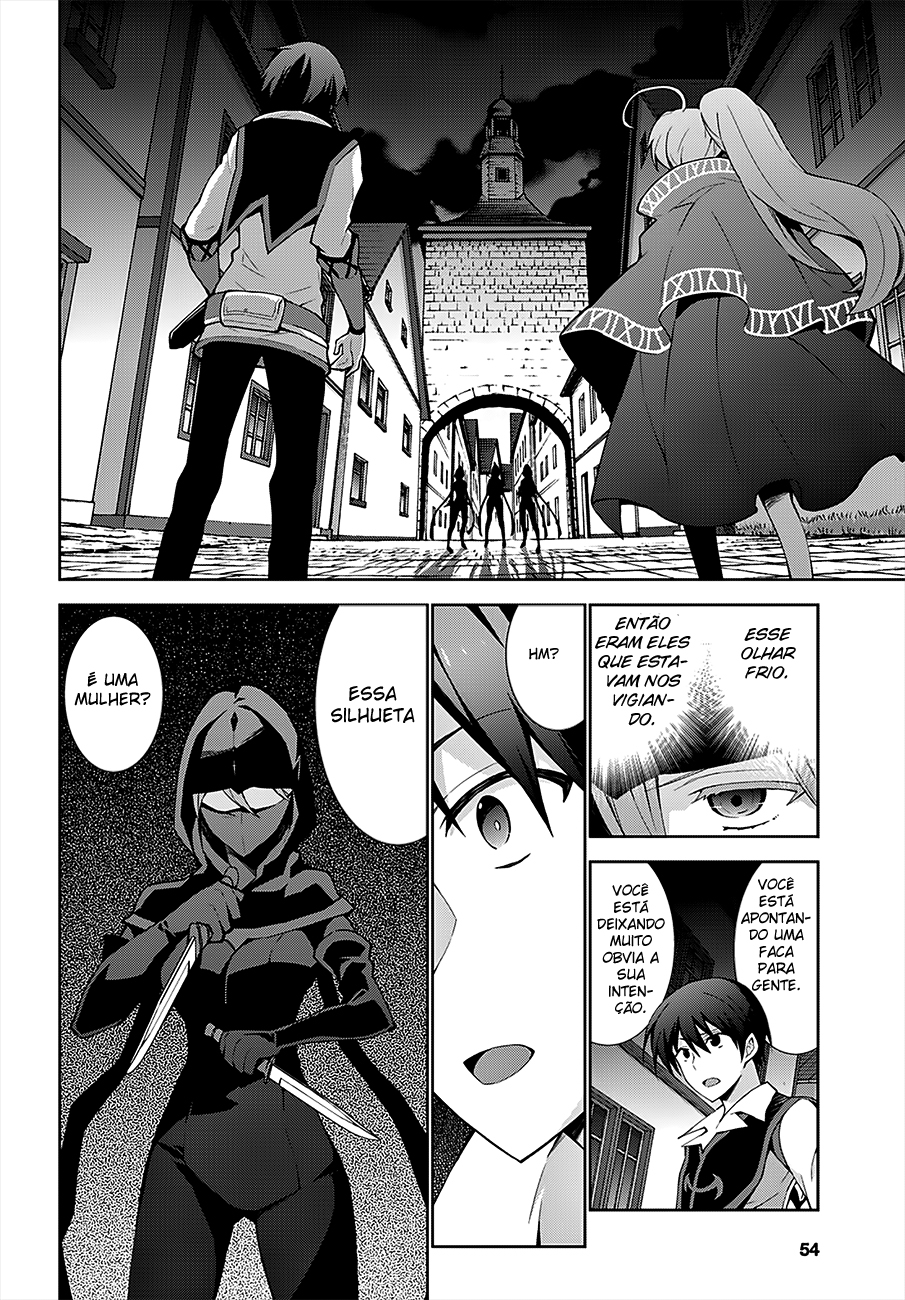 ESSE
OLHAR
FRIO.
ENTÃO
ERAM ELES
QUE ESTA-
VAM NOS
VIGIAN-
DO.
VOCÊ
ESTÁ
APONTAN-
DO UMA
FACA
PARA
GENTE.
VOCÊ
ESTÁ
DEIXANDO
MUITO
OBVIA A
SUA
INTEN-
ÇÃO.
HM?
ESSA
SILHUETA
É UMA
MULHER?
54